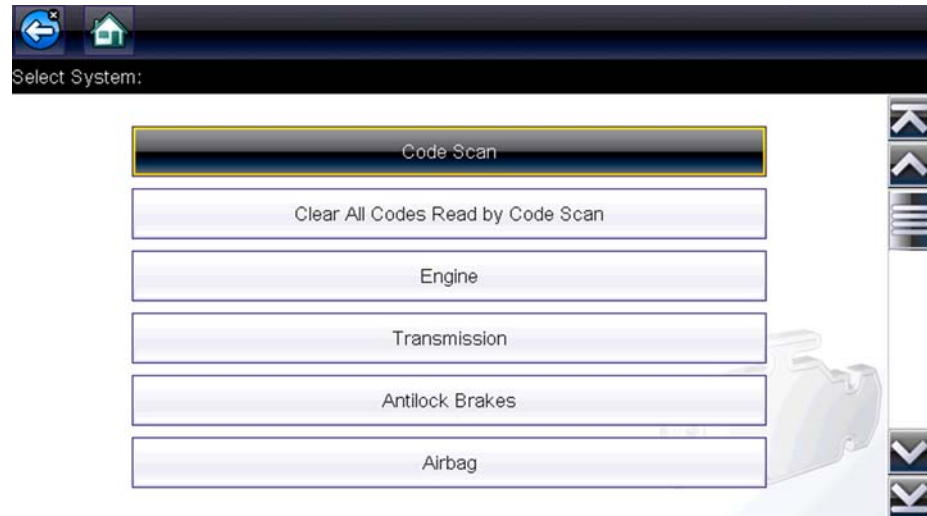 Select System:
Code Scan
Clear All Codes Read by Code Scan
Engine
Transmission
Antilock Brakes
Airbag